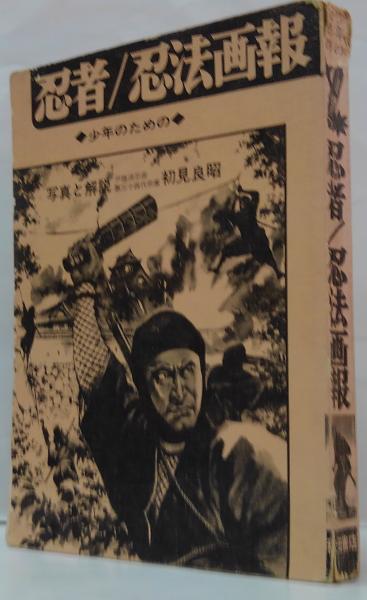 忍者/忍法画報
◆少年のための◆
写真と解説
初見良昭
忍者/忍法画報